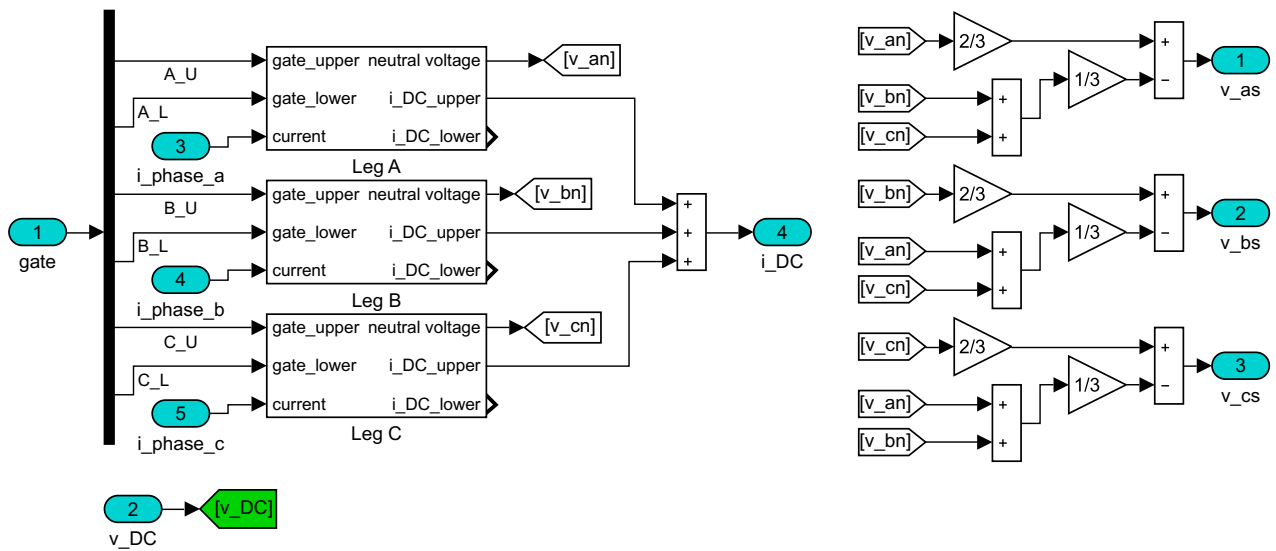 gate_upper neutral voltage
[v_an]
A_U
gate_lower i_DC_upper
A_L
3
current i_DC_lower
i_phase_a
Leg A
gate_upper neutral voltage
[v_bn]
B_U
1
gate
gate_lower i_DC_upper
B_L
4
current i_DC_lower
i_phase_b
Leg B
gate_upper neutral voltage
[v_cn]
C_U
gate_lower i_DC_upper
C_L
5
current i_DC_lower
i_phase_c
Leg C
+
+
+
4
i_DC
2
v_DC
[v_DC]
[v_an]
2/3
+
−
1
v_as
1/3
[v_bn]
+
[v_cn]
+
[v_bn]
2/3
+
−
2
v_bs
1/3
[v_an]
+
[v_cn]
+
[v_cn]
2/3
+
−
3
v_cs
1/3
[v_an]
+
[v_bn]
+